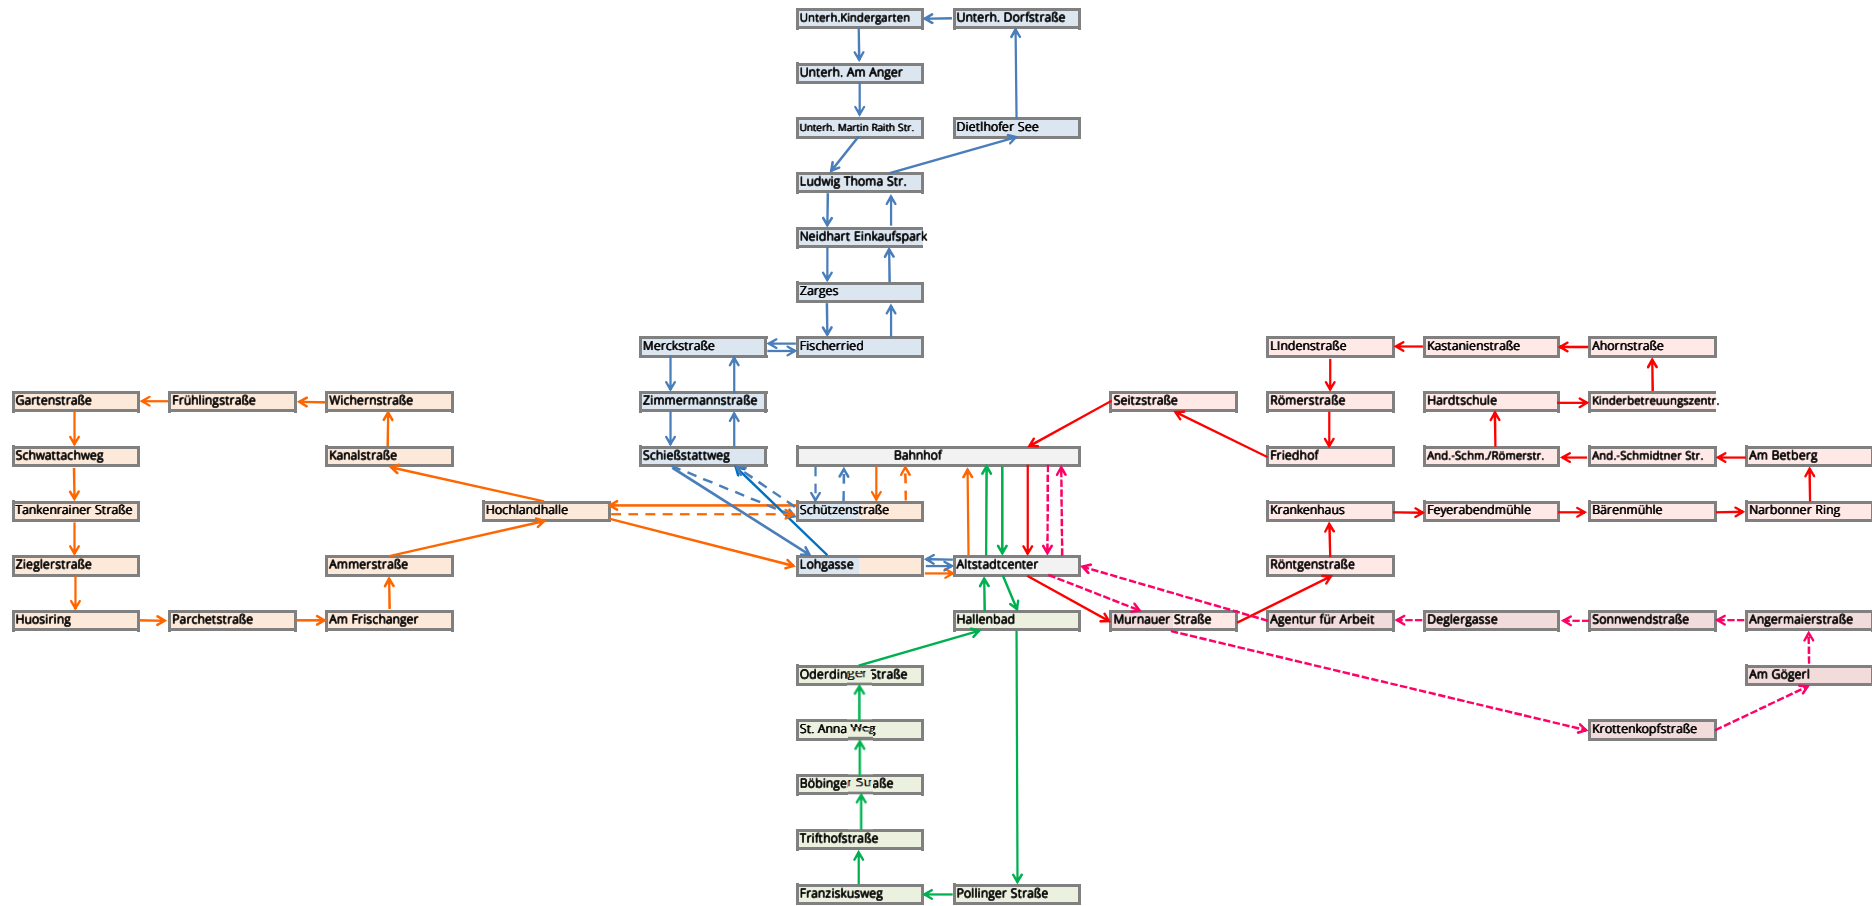 Unterh.Kindergarten
Unterh. Dorfstraße
Unterh. Am Anger
Unterh. Martin Raith Str.
Dietlhofer See
Ludwig Thoma Str.
Neidhart Einkaufspark
Zarges
Merckstraße
Fischerried
LIndenstraße
Kastanienstraße
Ahornstraße
Gartenstraße
Frühlingstraße
Wichernstraße
Zimmermannstraße
Seitzstraße
Römerstraße
Hardtschule
Kinderbetreuungszentr.
Schwattachweg
Kanalstraße
Schießstattweg
Bahnhof
Friedhof
And.-Schm./Römerstr.
And.-Schmidtner Str.
Am Betberg
Tankenrainer Straße
Hochlandhalle
Schützenstraße
Krankenhaus
Feyerabendmühle
Bärenmühle
Narbonner Ring
Zieglerstraße
Ammerstraße
Lohgasse
Altstadtcenter
Röntgenstraße
Huosiring
Parchetstraße
Am Frischanger
Hallenbad
Murnauer Straße
Agentur für Arbeit
Deglergasse
Sonnwendstraße
Angermaierstraße
Oderdinger Straße
Am Gögerl
St. Anna Weg
Krottenkopfstraße
Böbinger Straße
Trifthofstraße
Franziskusweg
Pollinger Straße